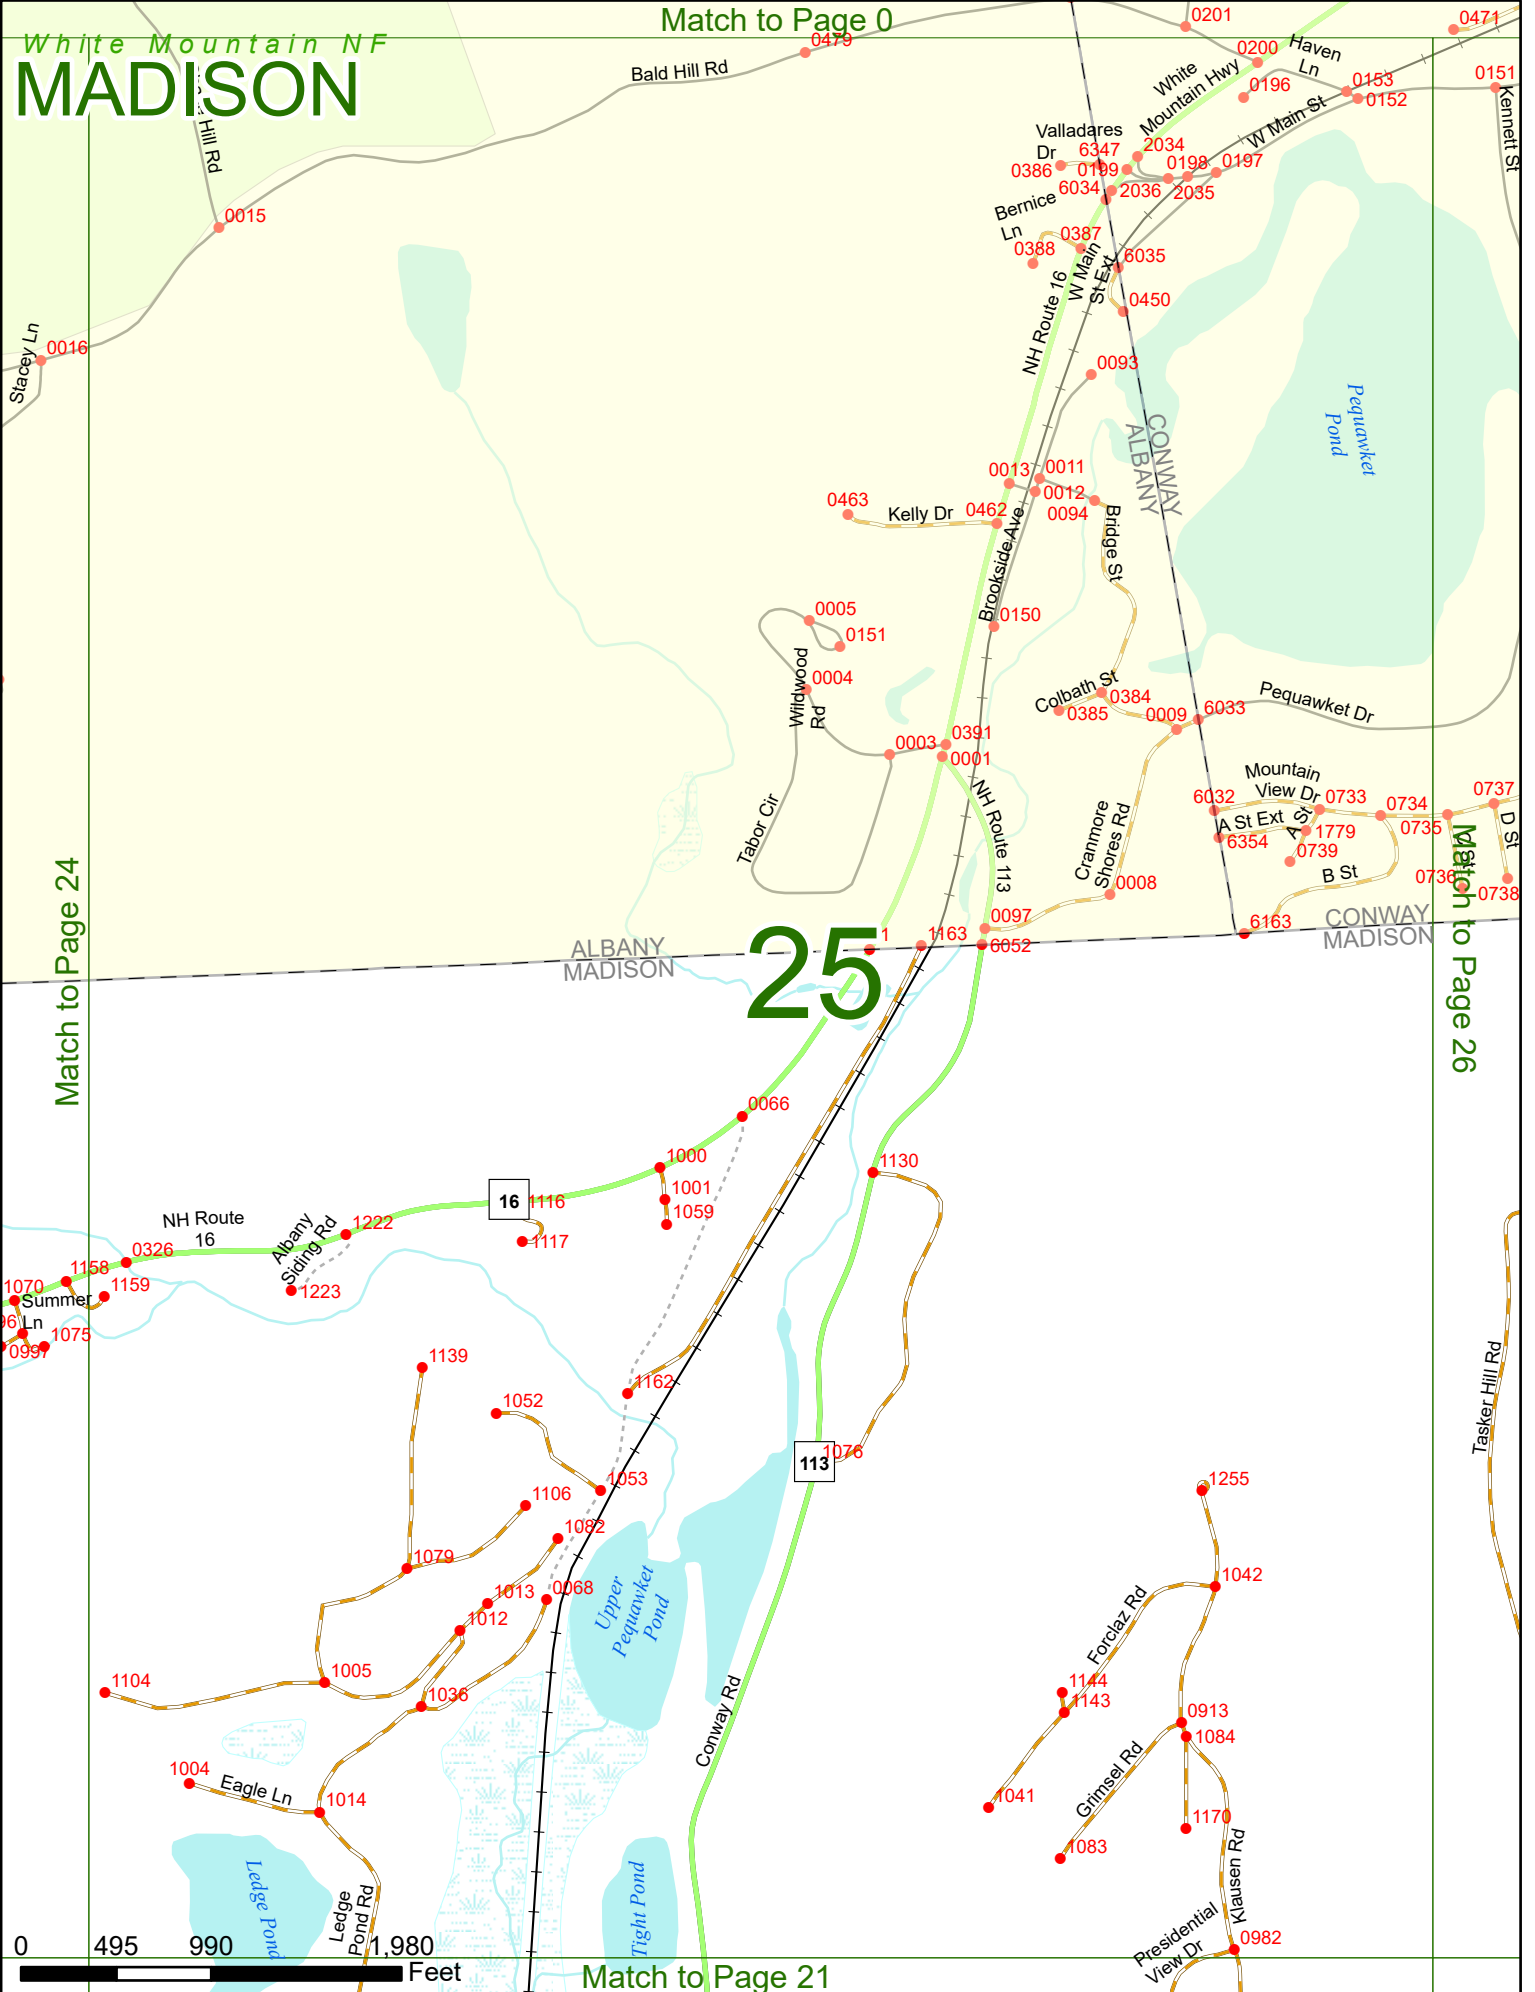 Match to Page 0
White Mountain NF
MADISON
Hill Rd
Bald Hill Rd
0479
0201
0471
0200
Haven
Ln
White
Mountain Hwy
0196
0153
0152
0151
Kennett St
W Main St
Valladares
Dr
6347
2034
0386
0199
0198
0197
6034
2036
2035
Bernice
Ln
0387
0388
W Main
St Ext
6035
0450
NH Route 16
0015
0016
Stacey Ln
0093
CONWAY
ALBANY
Pequawket
Pond
0013
0011
0012
0094
0463
Kelly Dr
0462
Brookside Ave
Bridge St
0005
0151
0150
0004
Wildwood
Rd
Colbath St
0384
0385
0009
6033
Pequawket Dr
0003
0391
0001
NH Route 113
Tabor Cir
Cranmore
Shores Rd
0008
Mountain
View Dr
6032
0733
0734
0737
0735
A St Ext
A St
6354
1779
0739
B St
D St
0736
0738
Match to Page 24
Match to Page 26
0097
6163
CONWAY
MADISON
ALBANY
MADISON
1
1163
6052
25
0066
1000
1001
1059
1130
16
1116
1117
NH Route
16
Albany
Siding Rd
1222
1223
0326
1158
1159
1070
Summer
Ln
96
0997
1075
1139
1052
1162
1053
1106
1082
1079
1013
0068
1012
1076
113
Upper
Pequawket
Pond
Tasker Hill Rd
1255
1042
Forclaz Rd
1104
1005
1036
1144
1143
0913
1084
Conway Rd
1004
Eagle Ln
1014
Grimsel Rd
1041
1170
1083
Klausen Rd
Ledge Pond
Ledge
Pond Rd
Tight Pond
Presidential
View Dr
0982
0 495 990 1,980
Feet
Match to Page 21